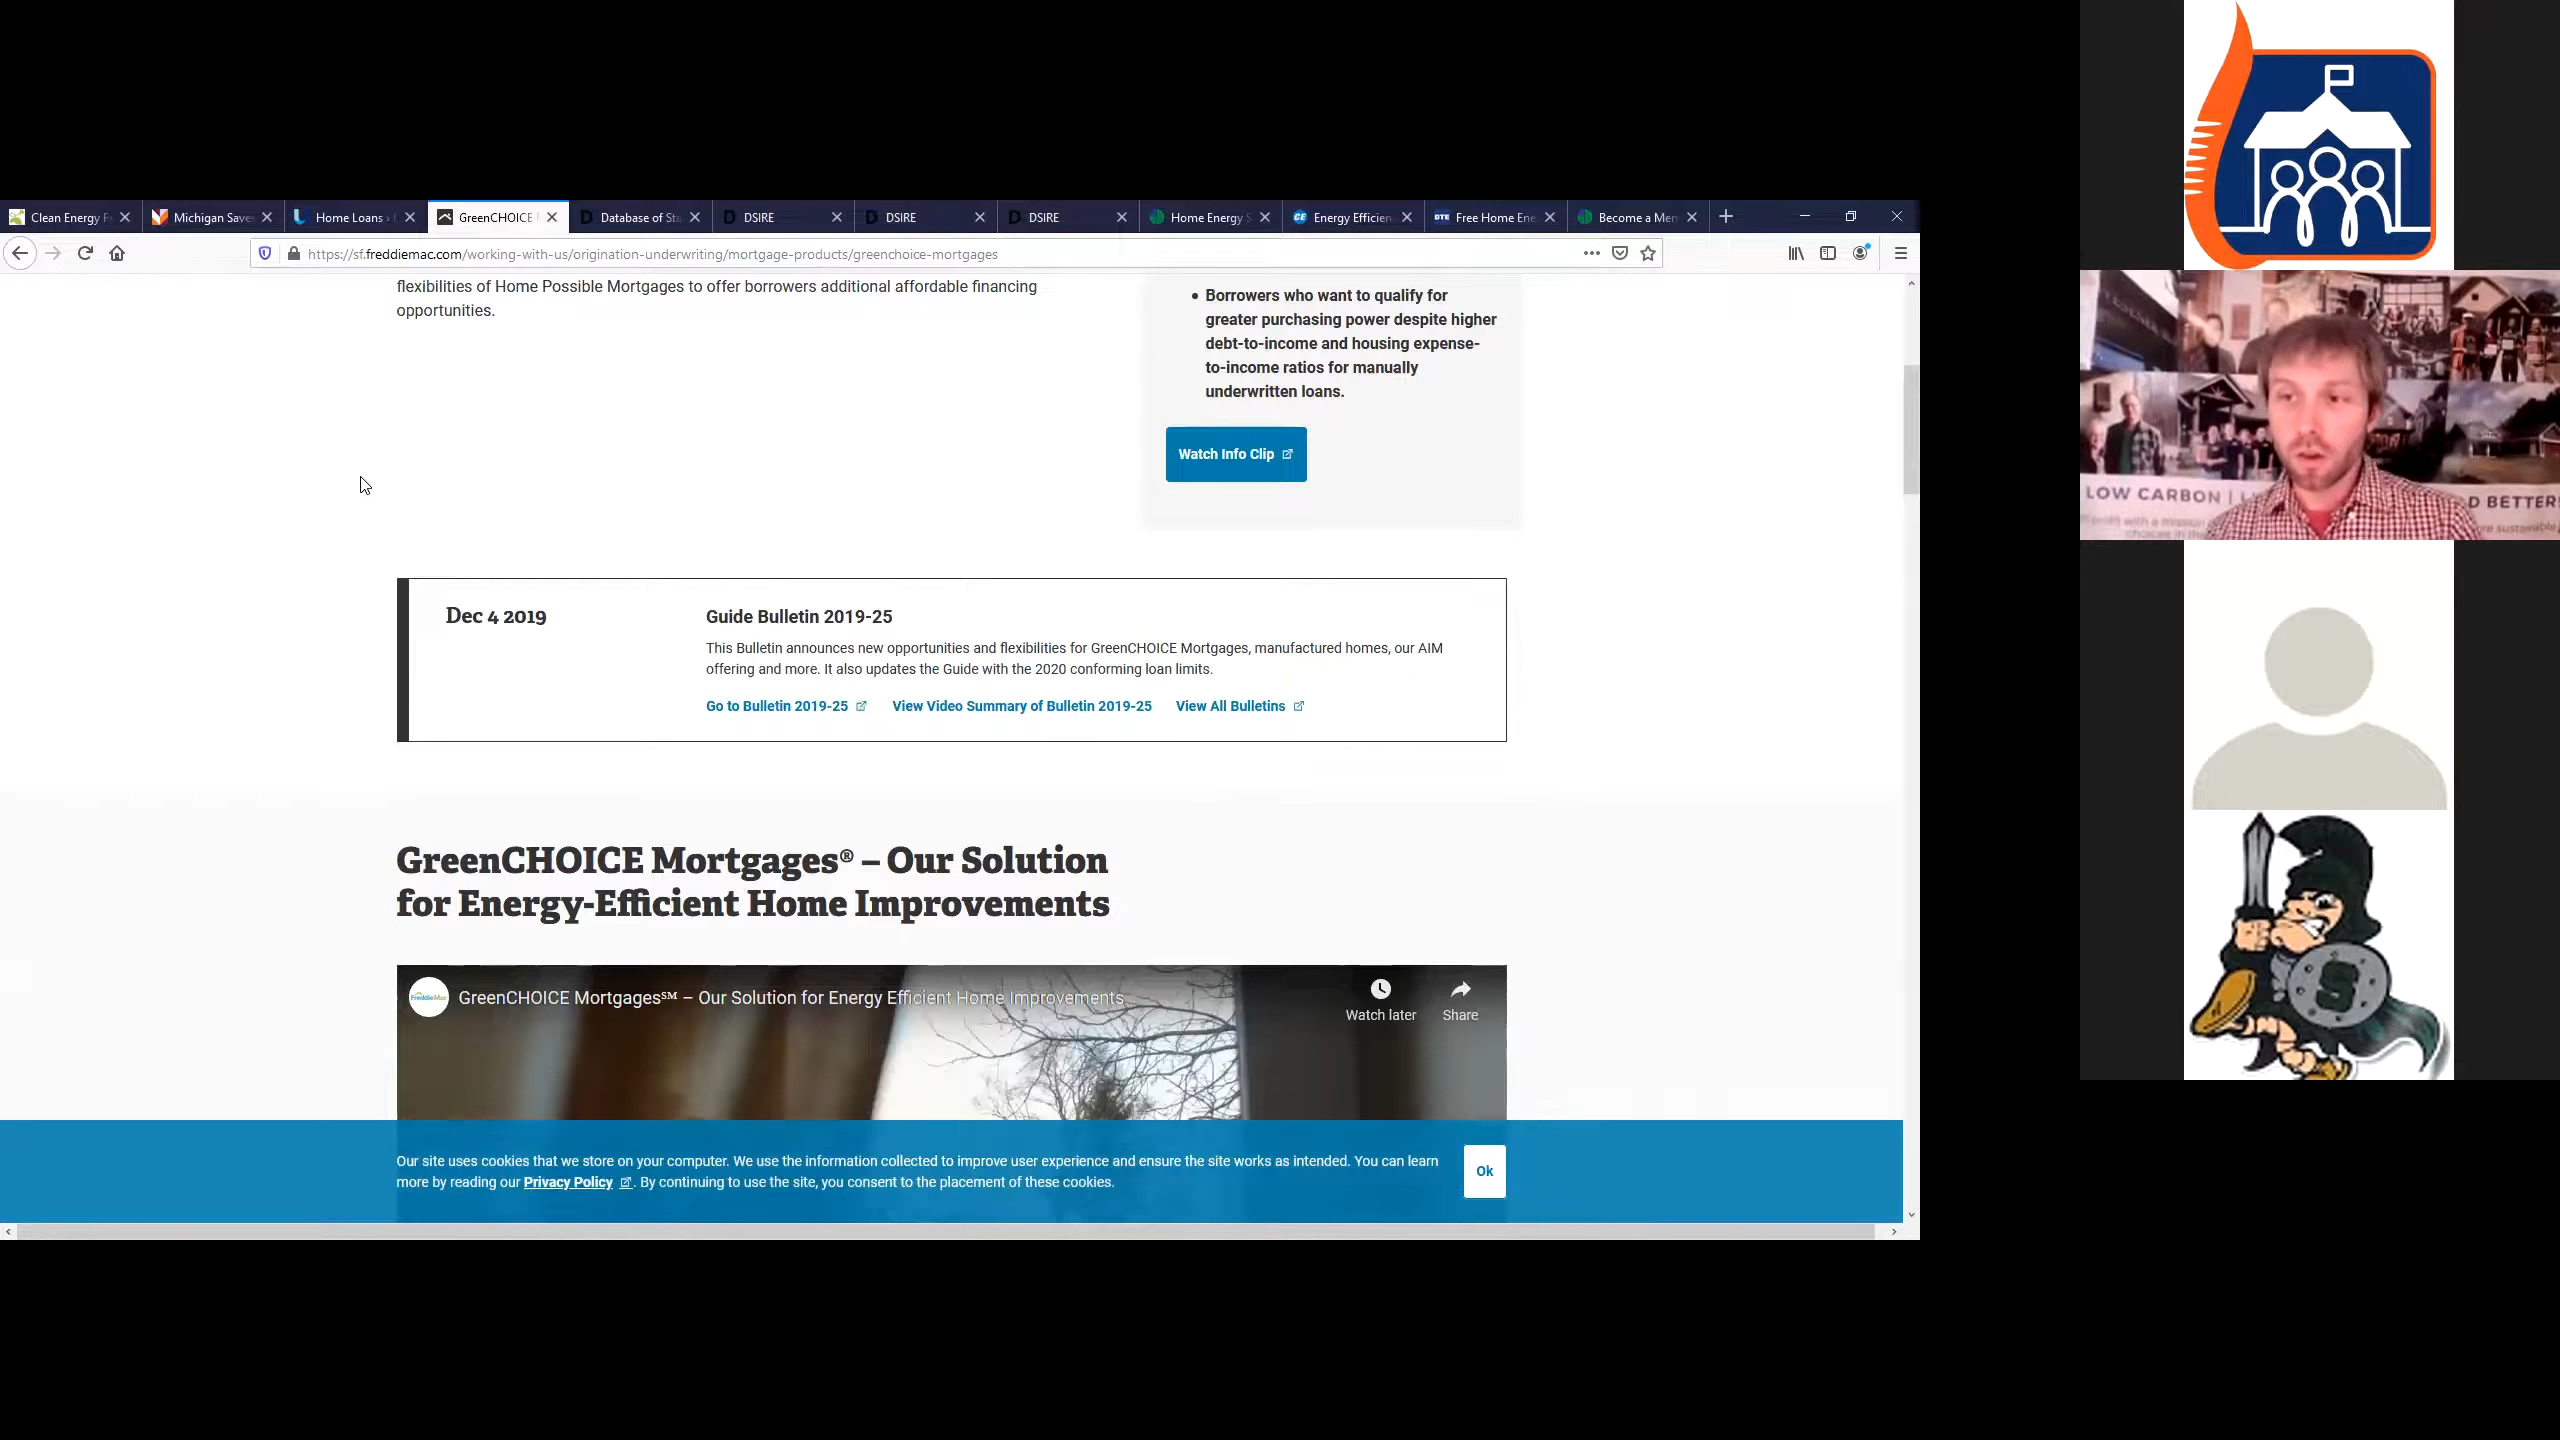 Clean Energy F
Michigan Save
Home Loans ›
GreenCHOICE
Database of Sta
DSIRE
DSIRE
DSIRE
Home Energy S
CE
Energy Efficien
DTE
Free Home Ene
Become a Mem
https://sf.freddiemac.com/working-with-us/origination-underwriting/mortgage-products/greenchoice-mortgages
flexibilities of Home Possible Mortgages to offer borrowers additional affordable financing
opportunities.
• Borrowers who want to qualify for
greater purchasing power despite higher
debt-to-income and housing expense-
to-income ratios for manually
underwritten loans.
Watch Info Clip
Dec 4 2019
Guide Bulletin 2019-25
This Bulletin announces new opportunities and flexibilities for GreenCHOICE Mortgages, manufactured homes, our AIM
offering and more. It also updates the Guide with the 2020 conforming loan limits.
Go to Bulletin 2019-25
View Video Summary of Bulletin 2019-25
View All Bulletins
GreenCHOICE Mortgages® – Our Solution
for Energy-Efficient Home Improvements
FreddieMac
GreenCHOICE Mortgages℠ – Our Solution for Energy Efficient Home Improvements
Watch later
Share
Our site uses cookies that we store on your computer. We use the information collected to improve user experience and ensure the site works as intended. You can learn
more by reading our Privacy Policy . By continuing to use the site, you consent to the placement of these cookies.
Ok
LOW CARBON |
D BETTER
S